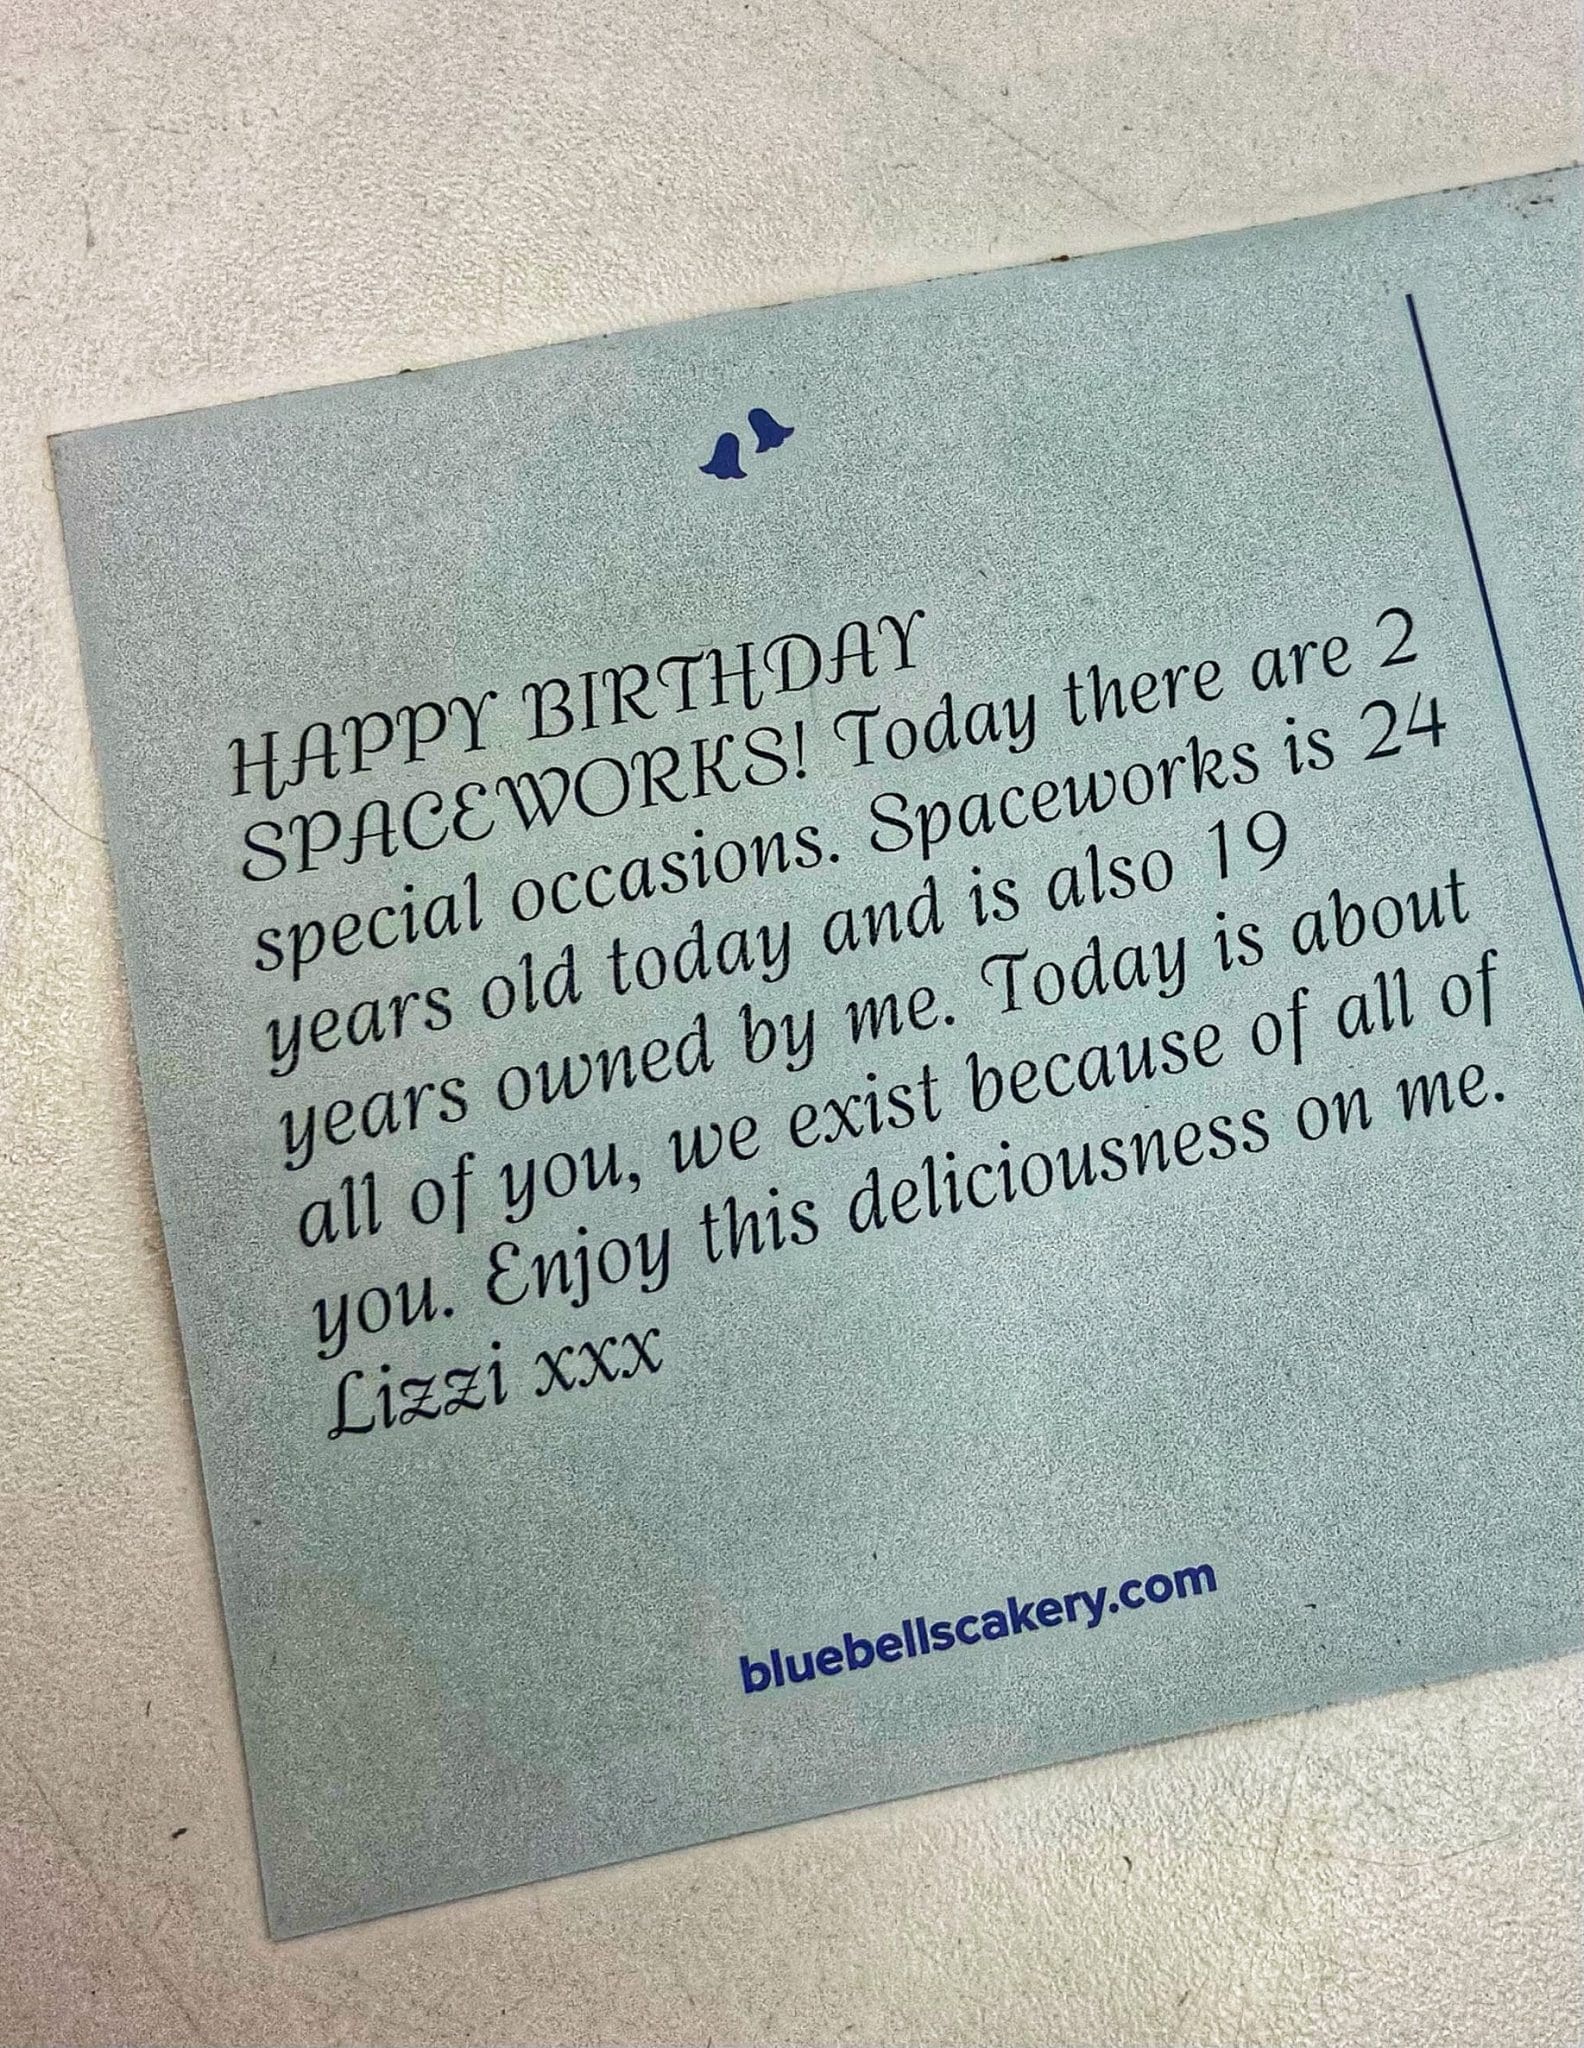 HAPPY BIRTHDAY
SPACEWORKS! Today there are 2
special occasions. Spaceworks is 24
years old today and is also 19
years owned by me. Today is about
all of you, we exist because of all of
you. Enjoy this deliciousness on me.
Lizzi xxx
bluebellscakery.com